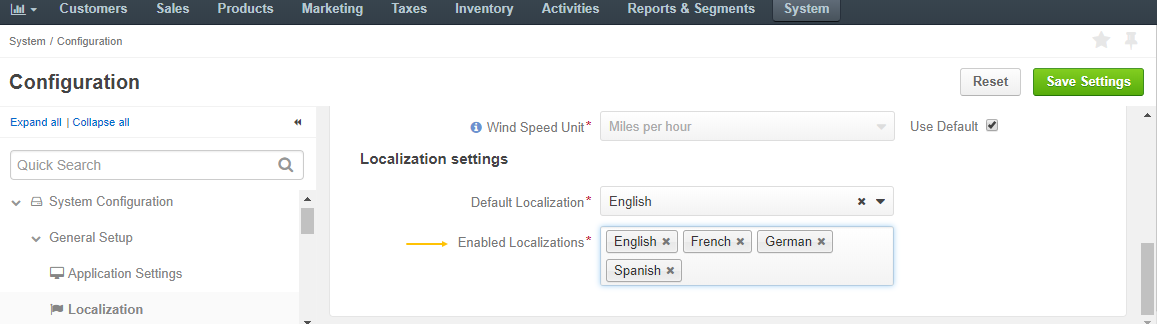 Customers Sales Products Marketing Taxes Inventory Activities Reports & Segments System
System / Configuration
Configuration
Reset Save Settings
Expand all | Collapse all
Quick Search
System Configuration
General Setup
Application Settings
Localization
Wind Speed Unit* Miles per hour Use Default
Localization settings
Default Localization* English
Enabled Localizations* English French German
Spanish